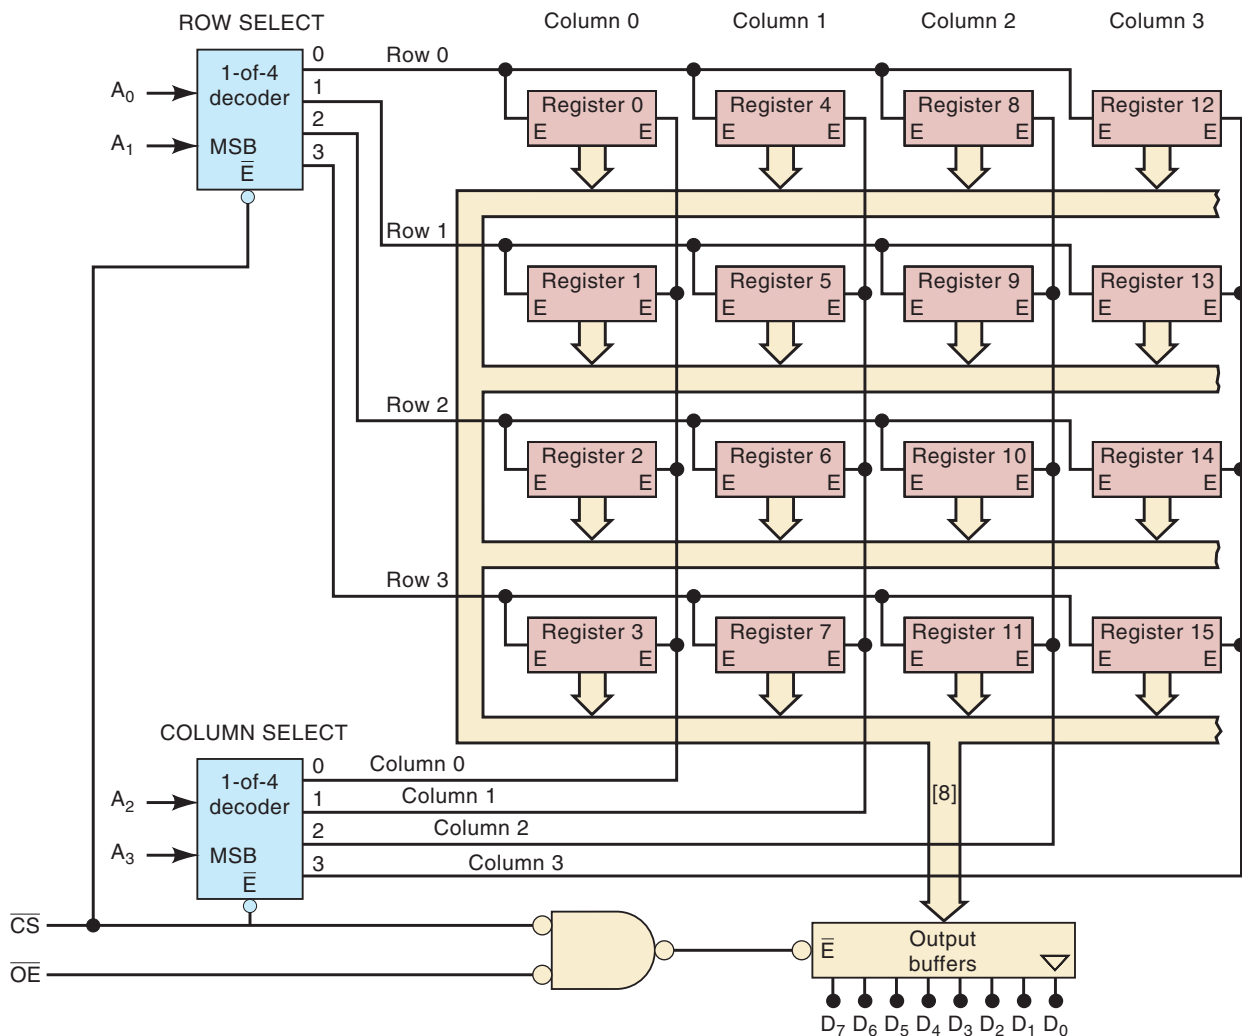 ROW SELECT
Column 0
Column 1
Column 2
Column 3
1-of-4
decoder
A0
A1
MSB
E̅
0
1
2
3
Row 0
Register 0
E E
Register 4
E E
Register 8
E E
Register 12
E E
Row 1
Register 1
E E
Register 5
E E
Register 9
E E
Register 13
E E
Row 2
Register 2
E E
Register 6
E E
Register 10
E E
Register 14
E E
Row 3
Register 3
E E
Register 7
E E
Register 11
E E
Register 15
E E
COLUMN SELECT
1-of-4
decoder
A2
A3
MSB
E̅
0
1
2
3
Column 0
Column 1
Column 2
Column 3
[8]
C̅S̅
O̅E̅
E̅
Output
buffers
D7 D6 D5 D4 D3 D2 D1 D0